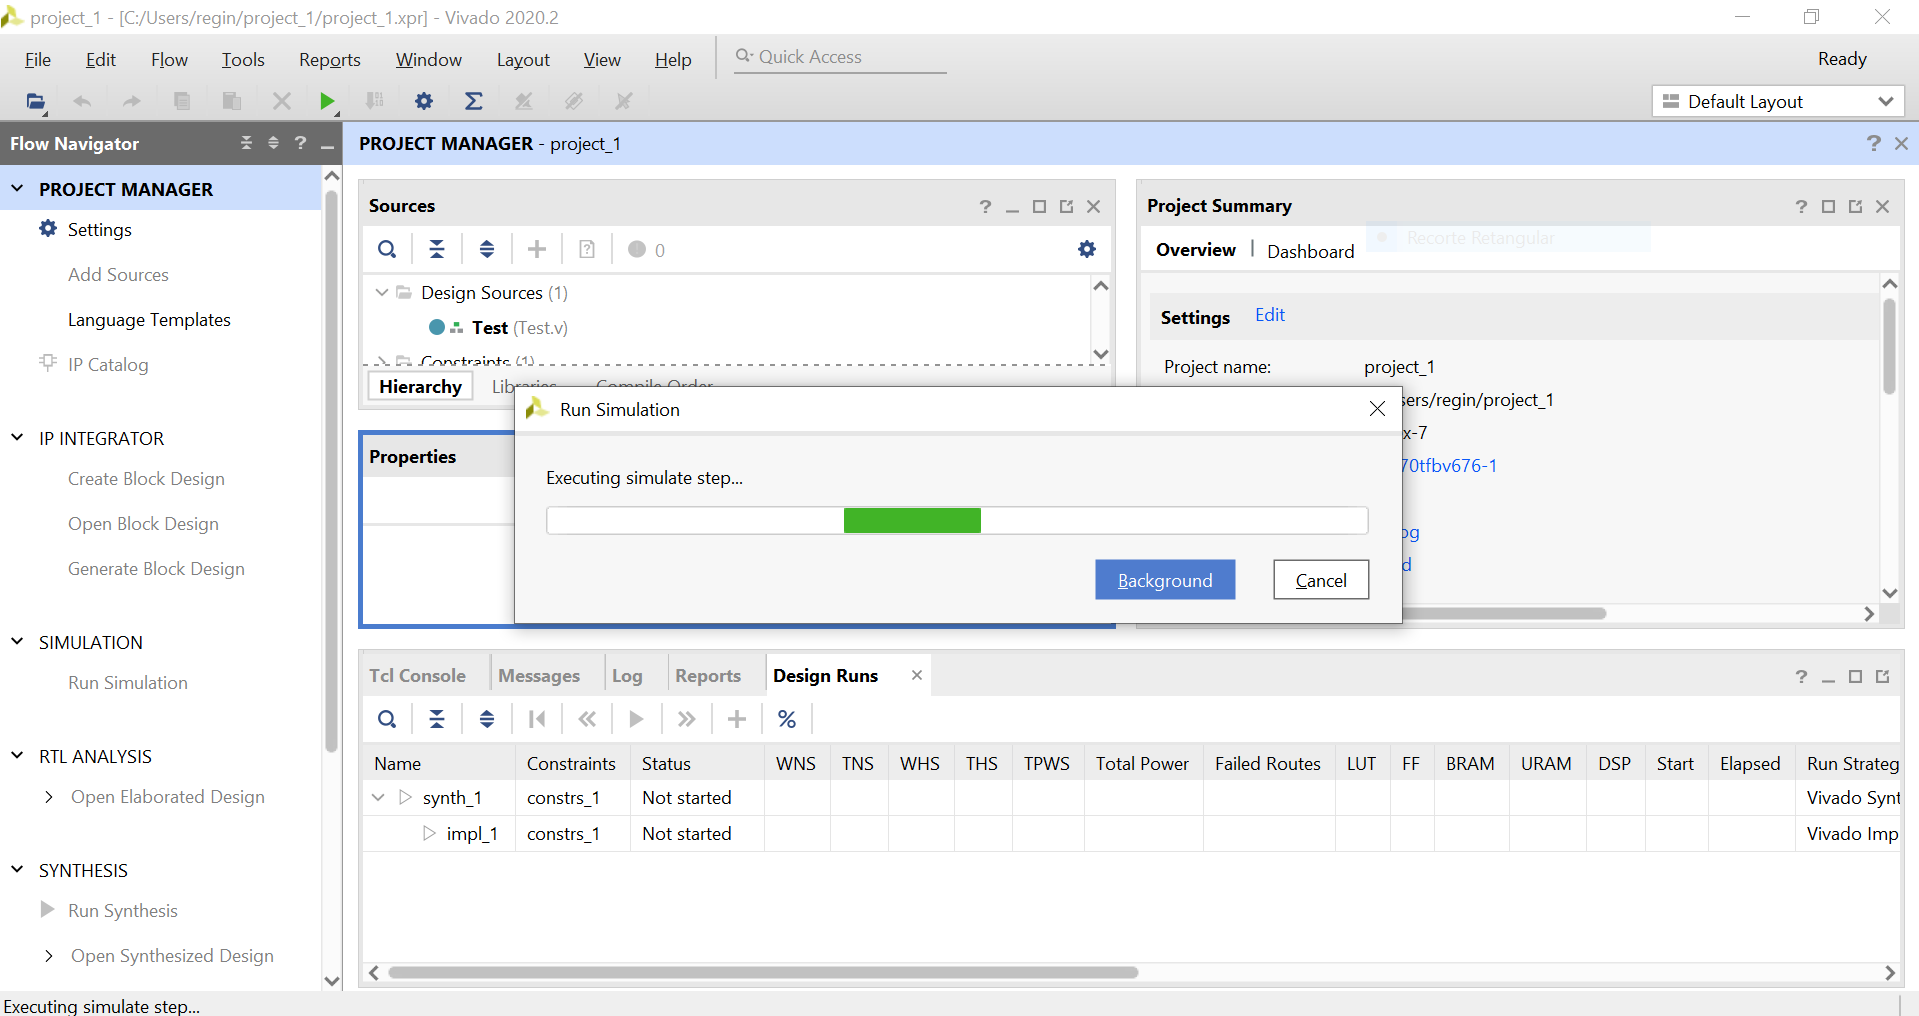 project_1 - [C:/Users/regin/project_1/project_1.xpr] - Vivado 2020.2
File Edit Flow Tools Reports Window Layout View Help Quick Access Ready
Default Layout
Flow Navigator
PROJECT MANAGER
Settings
Add Sources
Language Templates
IP Catalog
IP INTEGRATOR
Create Block Design
Open Block Design
Generate Block Design
SIMULATION
Run Simulation
RTL ANALYSIS
Open Elaborated Design
SYNTHESIS
Run Synthesis
Open Synthesized Design
PROJECT MANAGER - project_1
Sources
0
Design Sources (1)
Test (Test.v)
Constraints (1)
Hierarchy Libraries Compile Order
Properties
Project Summary
Recorte Retangular
Overview | Dashboard
Settings Edit
Project name: project_1
sers/regin/project_1
x-7
70tfbv676-1
og
d
Run Simulation
Executing simulate step...
Background Cancel
Tcl Console Messages Log Reports Design Runs
Name Constraints Status WNS TNS WHS THS TPWS Total Power Failed Routes LUT FF BRAM URAM DSP Start Elapsed Run Strateg
synth_1 constrs_1 Not started Vivado Synt
impl_1 constrs_1 Not started Vivado Imp
Executing simulate step...